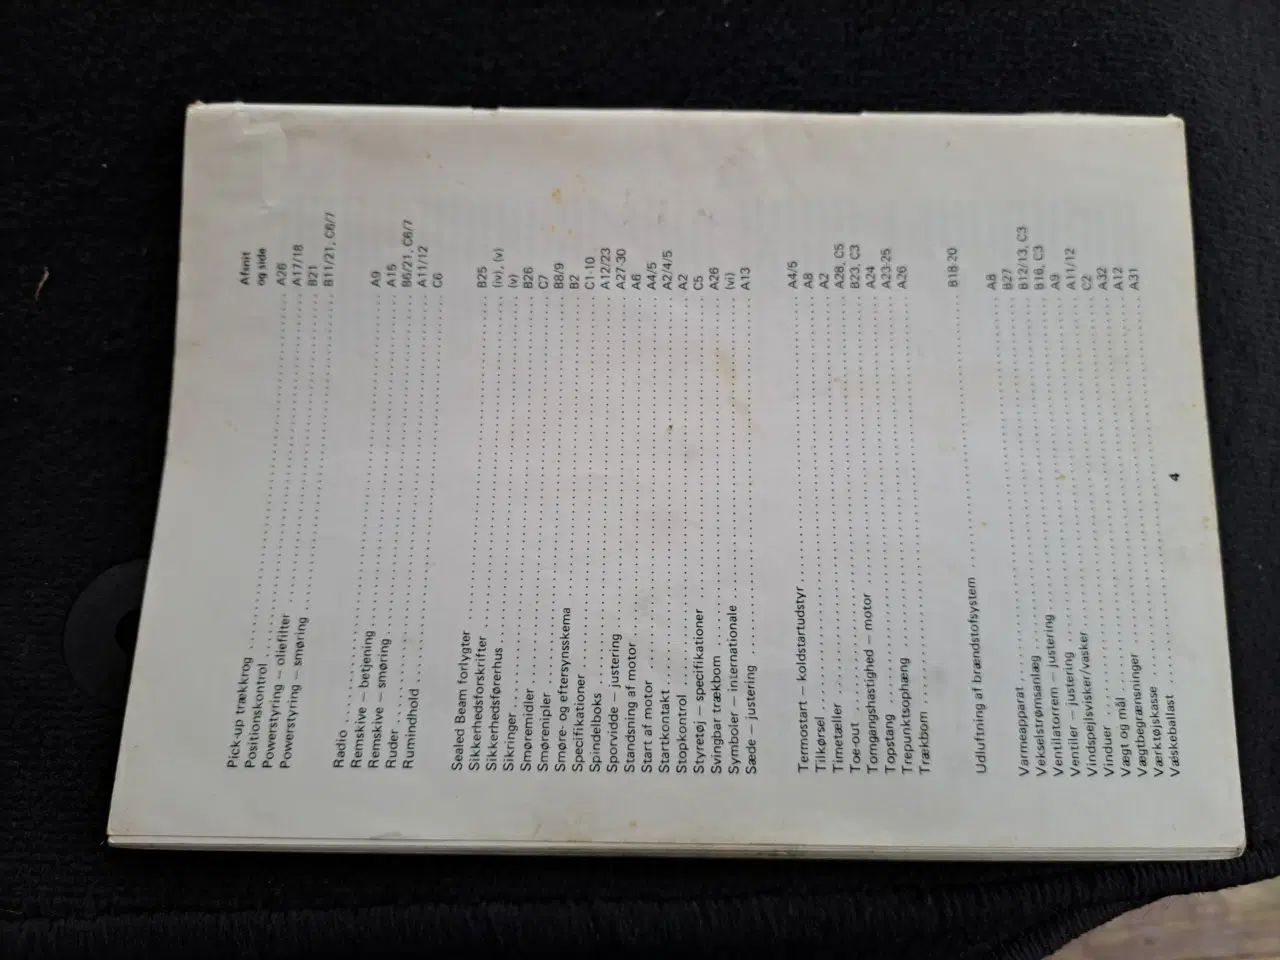 Afsnit
og side
Pick-up trækkrog . . . . . A26
Positionskontrol . . . . . A17/18
Powerstyring – oliefilter . . . . . B21
Powerstyring – smøring . . . . . B11/21, C6/7
Radio . . . . . A9
Remskive – betjening . . . . . A15
Remskive – smøring . . . . . B6/21, C6/7
Ruder . . . . . A11/12
Rumindhold . . . . . C6
Sealed Beam forlygter . . . . . B25
Sikkerhedsforskrifter . . . . . (iv), (v)
Sikkerhedsførerhus . . . . . (v)
Sikringer . . . . . B26
Smøremidler . . . . . C7
Smørenipler . . . . . B8/9
Smøre- og eftersynsskema . . . . . B2
Specifikationer . . . . . C1-10
Spindelboks . . . . . A12/23
Sporvidde – justering . . . . . A27-30
Standsning af motor . . . . . A6
Start af motor . . . . . A4/5
Startkontakt . . . . . A2/4/5
Stopkontrol . . . . . A2
Styretøj – specifikationer . . . . . C5
Svingbar trækbom . . . . . A26
Symboler – internationale . . . . . (vi)
Sæde – justering . . . . . A13
Termostart – koldstartudstyr . . . . . A4/5
Tilkørsel . . . . . A8
Timetæller . . . . . A2
Toe-out . . . . . A28, C5
Tomgangshastighed – motor . . . . . B23, C3
Topstang . . . . . A24
Trepunktsophæng . . . . . A23-25
Trækbom . . . . . A26
Udluftning af brændstofsystem . . . . . B18-20
Varmeapparat . . . . . A8
Vekselstrømsanlæg . . . . . B27
Ventilatorrem – justering . . . . . B12/13, C3
Ventiler – justering . . . . . B16, C3
Vindspejlsvisker/vasker . . . . . A9
Vinduer . . . . . A11/12
Vægt og mål . . . . . C2
Vægtbegrænsninger . . . . . A32
Værktøjskasse . . . . . A12
Væskeballast . . . . . A31
4